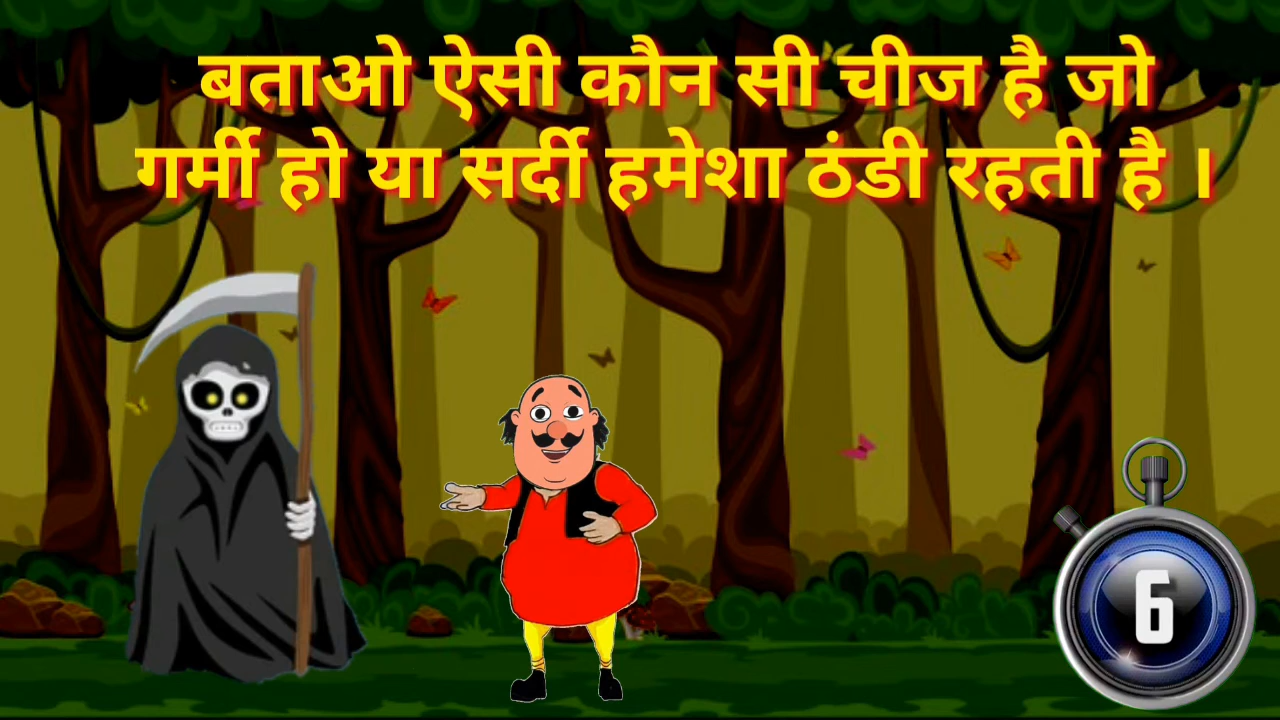 बताओ ऐसी कौन सी चीज है जो
गर्मी हो या सर्दी हमेशा ठंडी रहती है ।
6